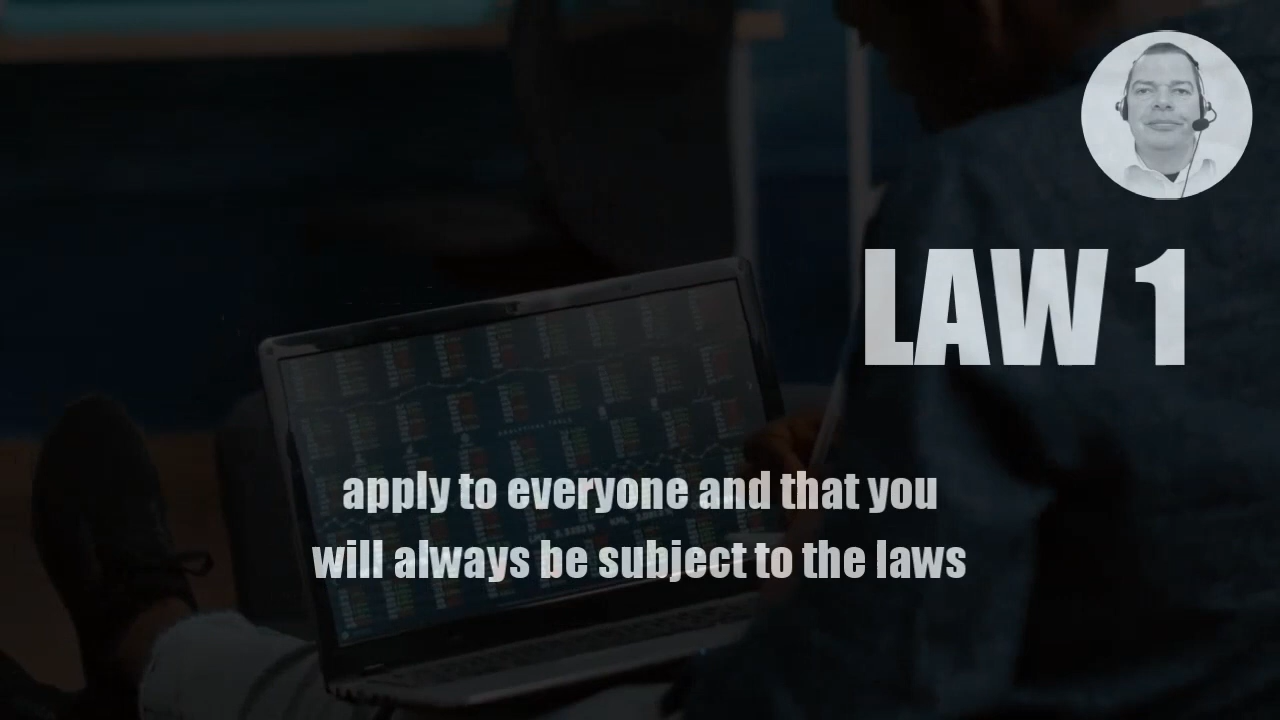 LAW 1
apply to everyone and that you
will always be subject to the laws